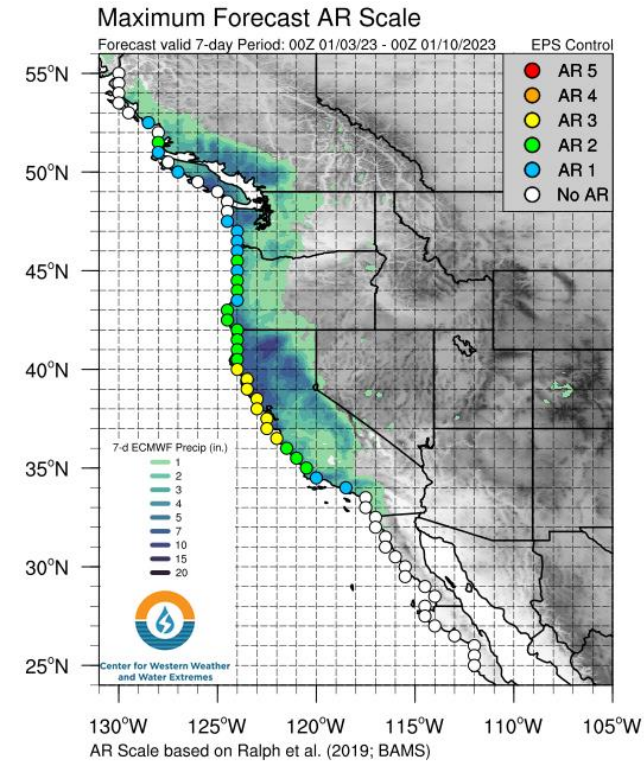 Maximum Forecast AR Scale
Forecast valid 7-day Period: 00Z 01/03/23 - 00Z 01/10/2023 EPS Control
55°N
50°N
45°N
40°N
35°N
30°N
25°N
AR 5
AR 4
AR 3
AR 2
AR 1
No AR
7-d ECMWF Precip (in.)
1
2
3
4
5
7
10
15
20
Center for Western Weather
and Water Extremes
130°W 125°W 120°W 115°W 110°W 105°W
AR Scale based on Ralph et al. (2019; BAMS)